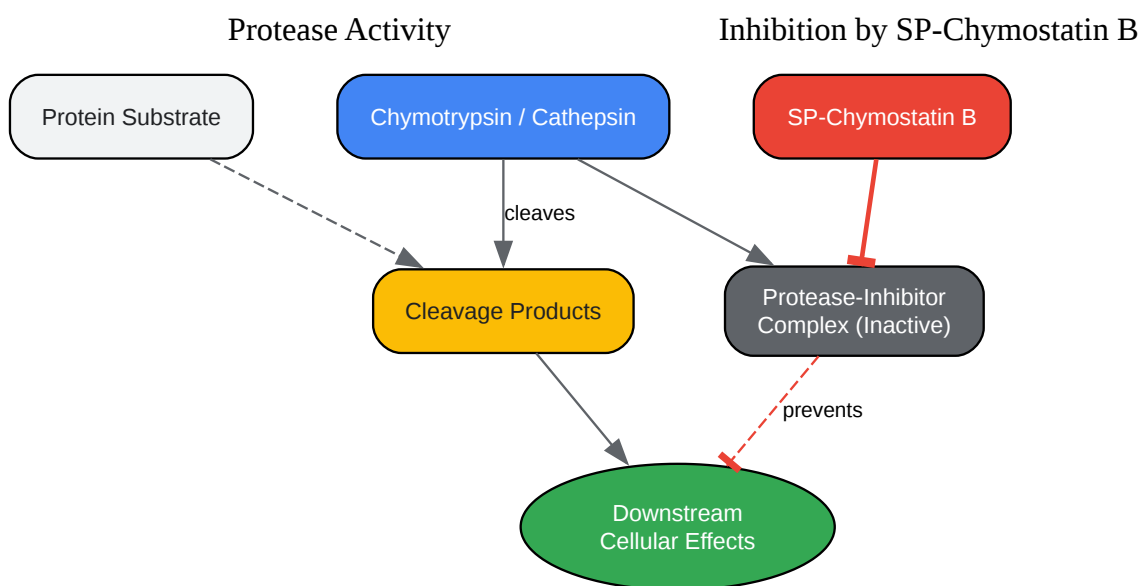 Protease Activity
Inhibition by SP-Chymostatin B
Protein Substrate
Chymotrypsin / Cathepsin
SP-Chymostatin B
cleaves
Cleavage Products
Protease-Inhibitor
Complex (Inactive)
prevents
Downstream
Cellular Effects